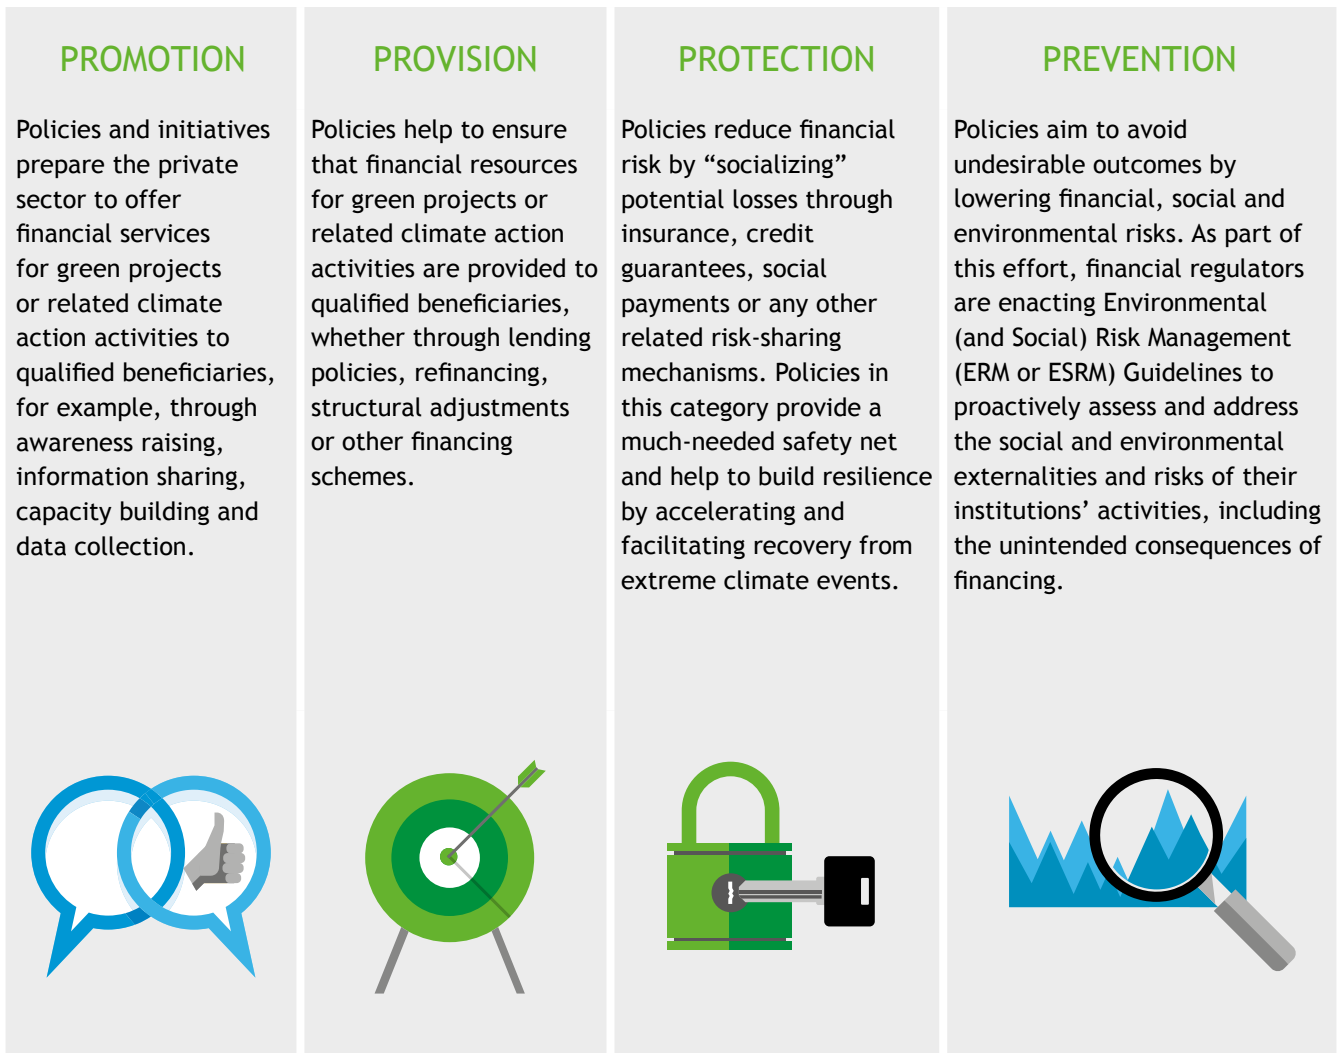 PROMOTION
Policies and initiatives
prepare the private
sector to offer
financial services
for green projects
or related climate
action activities to
qualified beneficiaries,
for example, through
awareness raising,
information sharing,
capacity building and
data collection.
PROVISION
Policies help to ensure
that financial resources
for green projects or
related climate action
activities are provided to
qualified beneficiaries,
whether through lending
policies, refinancing,
structural adjustments
or other financing
schemes.
PROTECTION
Policies reduce financial
risk by “socializing”
potential losses through
insurance, credit
guarantees, social
payments or any other
related risk-sharing
mechanisms. Policies in
this category provide a
much-needed safety net
and help to build resilience
by accelerating and
facilitating recovery from
extreme climate events.
PREVENTION
Policies aim to avoid
undesirable outcomes by
lowering financial, social and
environmental risks. As part of
this effort, financial regulators
are enacting Environmental
(and Social) Risk Management
(ERM or ESRM) Guidelines to
proactively assess and address
the social and environmental
externalities and risks of their
institutions’ activities, including
the unintended consequences of
financing.